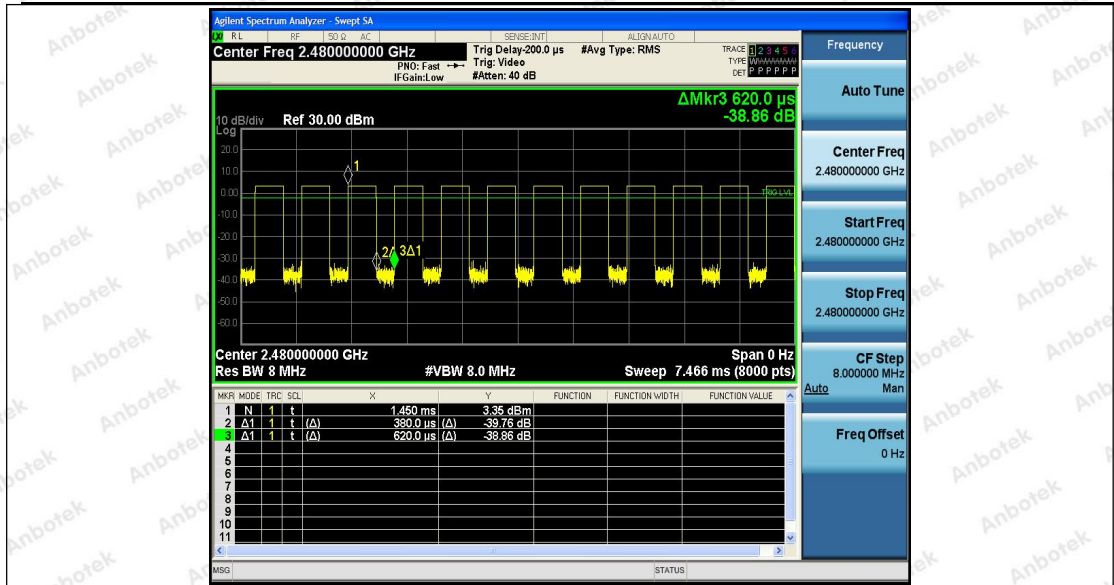 Agilent Spectrum Analyzer - Swept SA
RL RF 50 Ω AC SENSE:INT ALIGNAUTO
Center Freq 2.480000000 GHz
PNO: Fast
IFGain:Low
Trig Delay-200.0 µs
Trig: Video
#Atten: 40 dB
#Avg Type: RMS
TRACE 1 2 3 4 5 6
TYPE
DET P P P P P P
ΔMkr3 620.0 µs
-38.86 dB
10 dB/div Ref 30.00 dBm
Log
20.0
10.0
0.00
-10.0
-20.0
-30.0
-40.0
-50.0
-60.0
1
2Δ 3Δ1
TRIG LVL
Center 2.480000000 GHz Span 0 Hz
Res BW 8 MHz #VBW 8.0 MHz Sweep 7.466 ms (8000 pts)
MKR MODE TRC SCL X Y FUNCTION FUNCTION WIDTH FUNCTION VALUE
1 N 1 t 1.450 ms 3.35 dBm
2 Δ1 1 t (Δ) 380.0 µs (Δ) -39.76 dB
3 Δ1 1 t (Δ) 620.0 µs (Δ) -38.86 dB
4
5
6
7
8
9
10
11
MSG STATUS
Frequency
Auto Tune
Center Freq
2.480000000 GHz
Start Freq
2.480000000 GHz
Stop Freq
2.480000000 GHz
CF Step
8.000000 MHz
Auto Man
Freq Offset
0 Hz
Anbotek